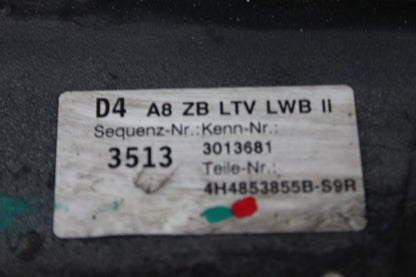 D4 A8 ZB LTV LWB II
Sequenz-Nr.: Kenn-Nr.:
3513 3013681
Teile-Nr.:
4H4853855B-S9R